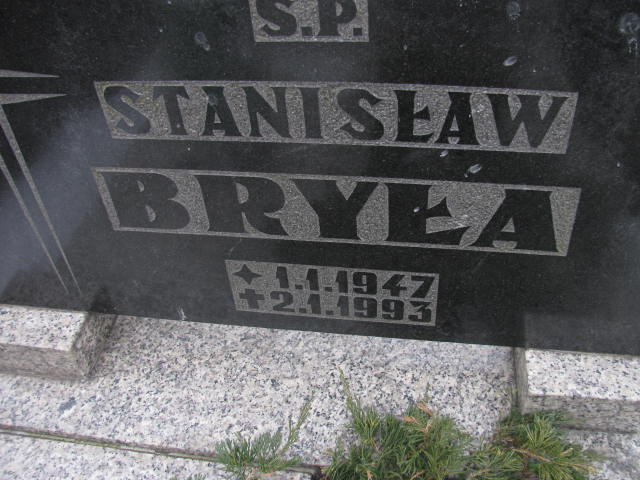 S.P.
STANISŁAW
BRYŁA
1.1.1947
2.1.1993